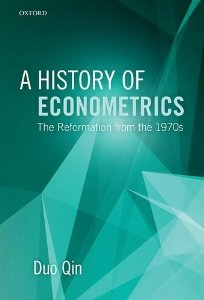 OXFORD
A HISTORY OF
ECONOMETRICS
The Reformation from the 1970s
Duo Qin